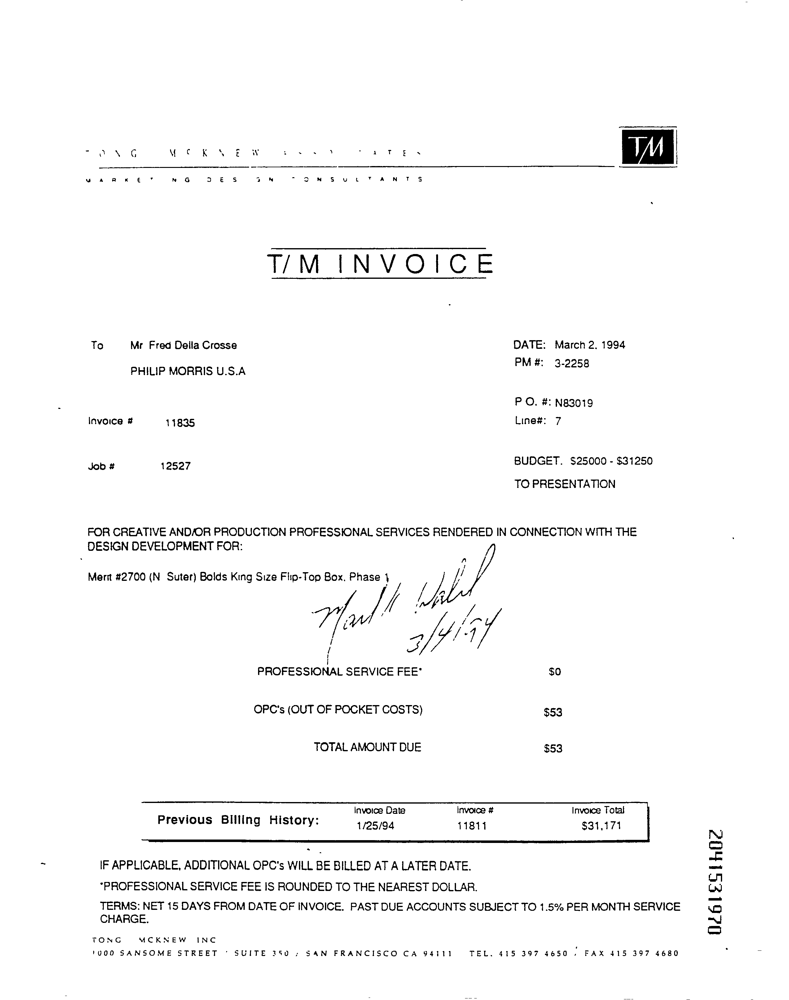 TONG MCKNEW
TM
T/M INVOICE
To Mr Fred Della Crosse
DATE: March 2, 1994
PM #: 3-2258
PHILIP MORRIS U.S.A
P O. #: N83019
Invoice # 11835
Line#: 7
Job # 12527
BUDGET. $25000 - $31250
TO PRESENTATION
FOR CREATIVE AND/OR PRODUCTION PROFESSIONAL SERVICES RENDERED IN CONNECTION WITH THE
DESIGN DEVELOPMENT FOR:
Merit #2700 (N Suter) Bolds King Size Flip-Top Box, Phase 1
3/4/94
PROFESSIONAL SERVICE FEE* $0
OPC's (OUT OF POCKET COSTS) $53
TOTAL AMOUNT DUE $53
Previous Billing History:
Invoice Date Invoice # Invoice Total
1/25/94 11811 $31,171
IF APPLICABLE, ADDITIONAL OPC's WILL BE BILLED AT A LATER DATE.
*PROFESSIONAL SERVICE FEE IS ROUNDED TO THE NEAREST DOLLAR.
TERMS: NET 15 DAYS FROM DATE OF INVOICE. PAST DUE ACCOUNTS SUBJECT TO 1.5% PER MONTH SERVICE
CHARGE.
TONG MCKNEW INC
1000 SANSOME STREET SUITE 350 / SAN FRANCISCO CA 94111 TEL. 415 397 4650 / FAX 415 397 4680
2041531970